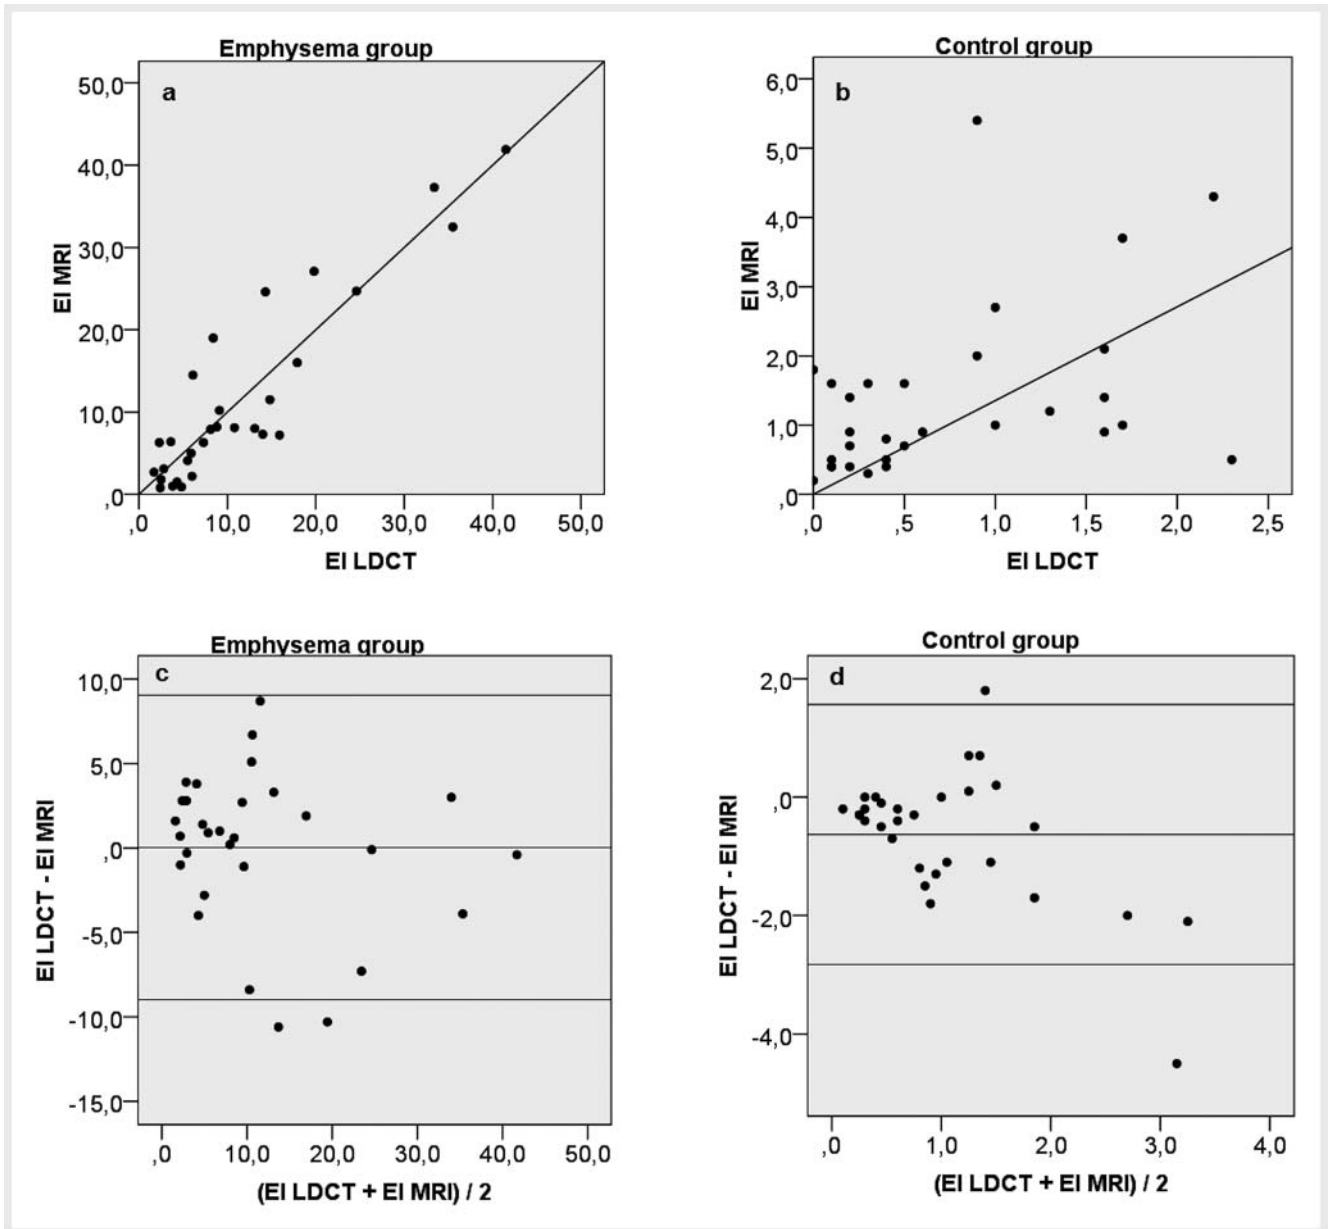 Emphysema group
a
50,0
40,0
30,0
20,0
10,0
,0
EI MRI
,0 10,0 20,0 30,0 40,0 50,0
EI LDCT
Control group
b
6,0
5,0
4,0
3,0
2,0
1,0
,0
EI MRI
,0 ,5 1,0 1,5 2,0 2,5
EI LDCT
Emphysema group
c
10,0
5,0
,0
-5,0
-10,0
-15,0
EI LDCT - EI MRI
,0 10,0 20,0 30,0 40,0 50,0
(EI LDCT + EI MRI) / 2
Control group
d
2,0
,0
-2,0
-4,0
EI LDCT - EI MRI
,0 1,0 2,0 3,0 4,0
(EI LDCT + EI MRI) / 2